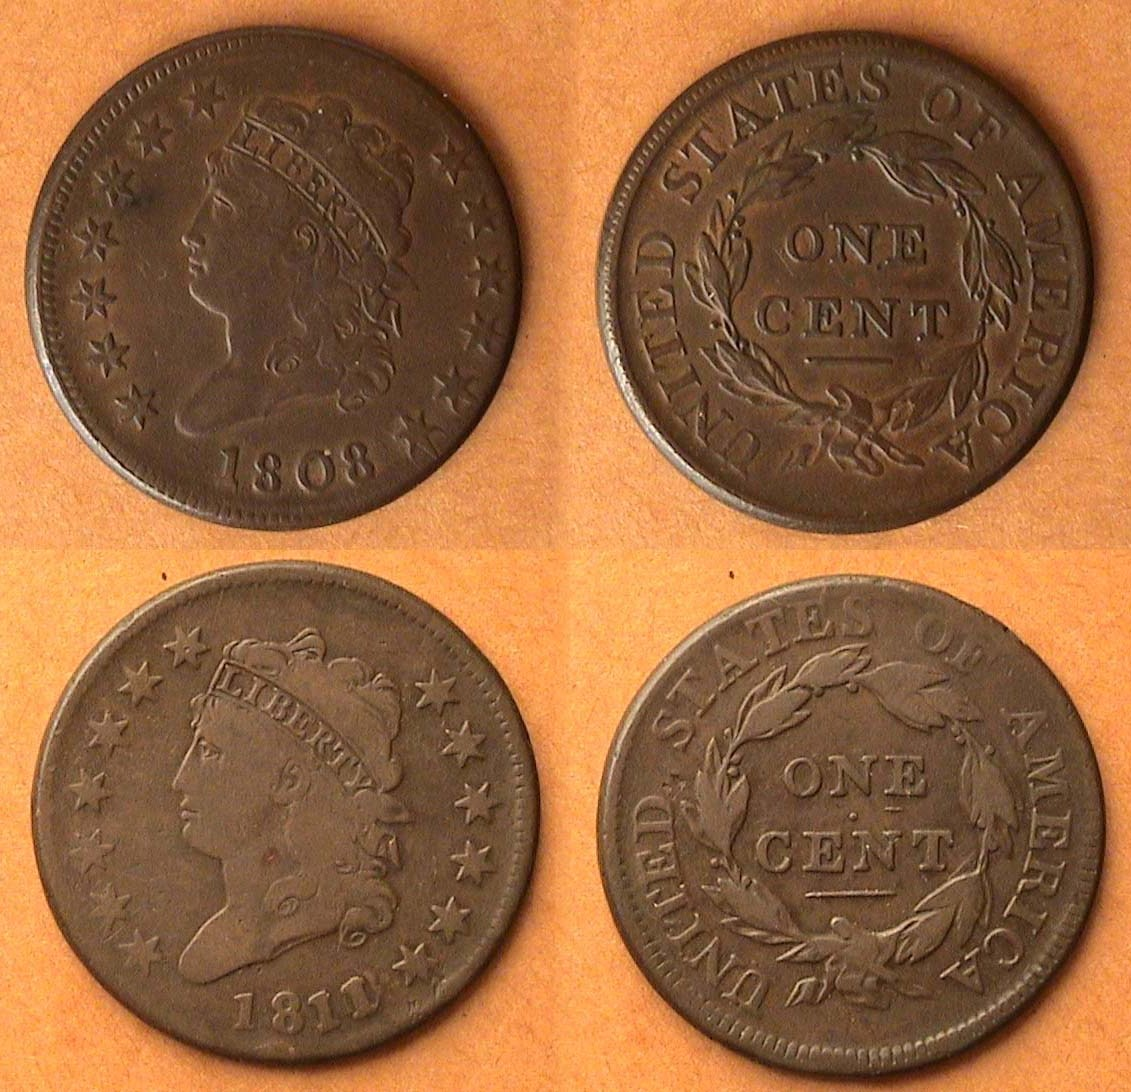 LIBERTY
1808
UNITED STATES OF AMERICA
ONE
CENT
LIBERTY
1811
UNITED STATES OF AMERICA
ONE
CENT